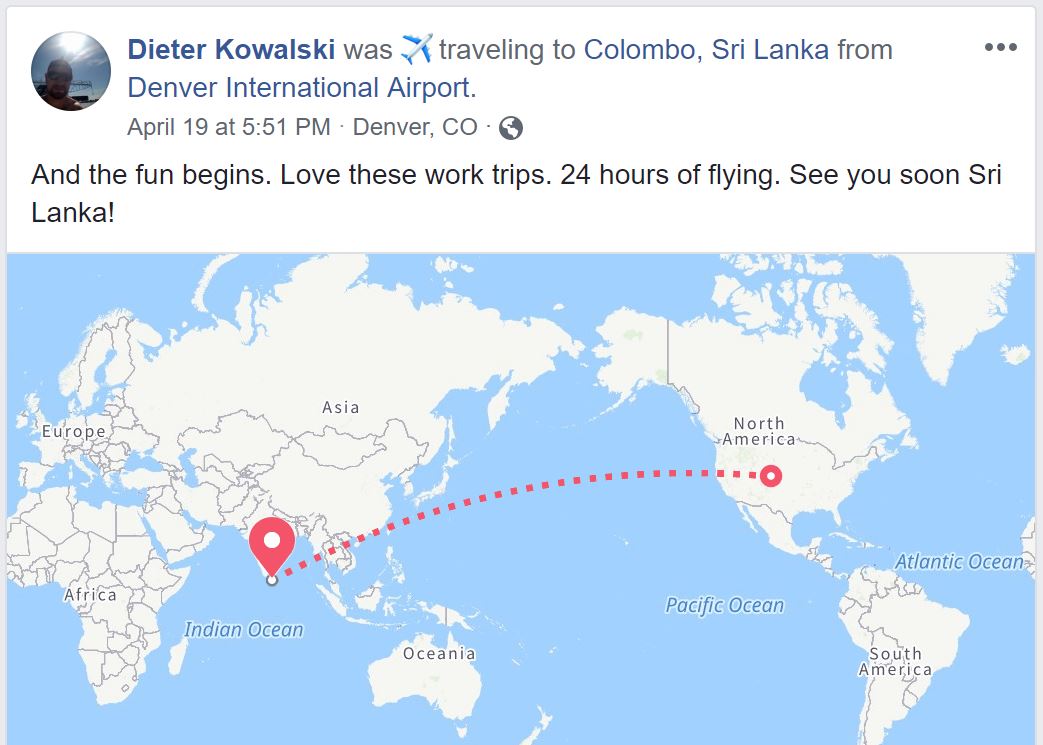 Dieter Kowalski was ✈️ traveling to Colombo, Sri Lanka from
Denver International Airport.
April 19 at 5:51 PM · Denver, CO ·
And the fun begins. Love these work trips. 24 hours of flying. See you soon Sri
Lanka!
Asia
Europe
North
America
Atlantic Ocean
Africa
Pacific Ocean
Indian Ocean
Oceania
South
America